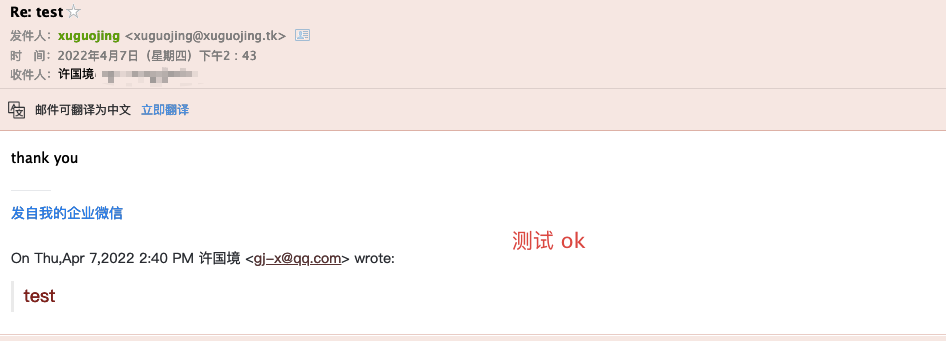 Re: test
发件人： xuguojing <xuguojing@xuguojing.tk>
时 间： 2022年4月7日（星期四）下午2：43
收件人： 许国境
邮件可翻译为中文 立即翻译
thank you
发自我的企业微信
测试 ok
On Thu,Apr 7,2022 2:40 PM 许国境 <gj-x@qq.com> wrote:
test